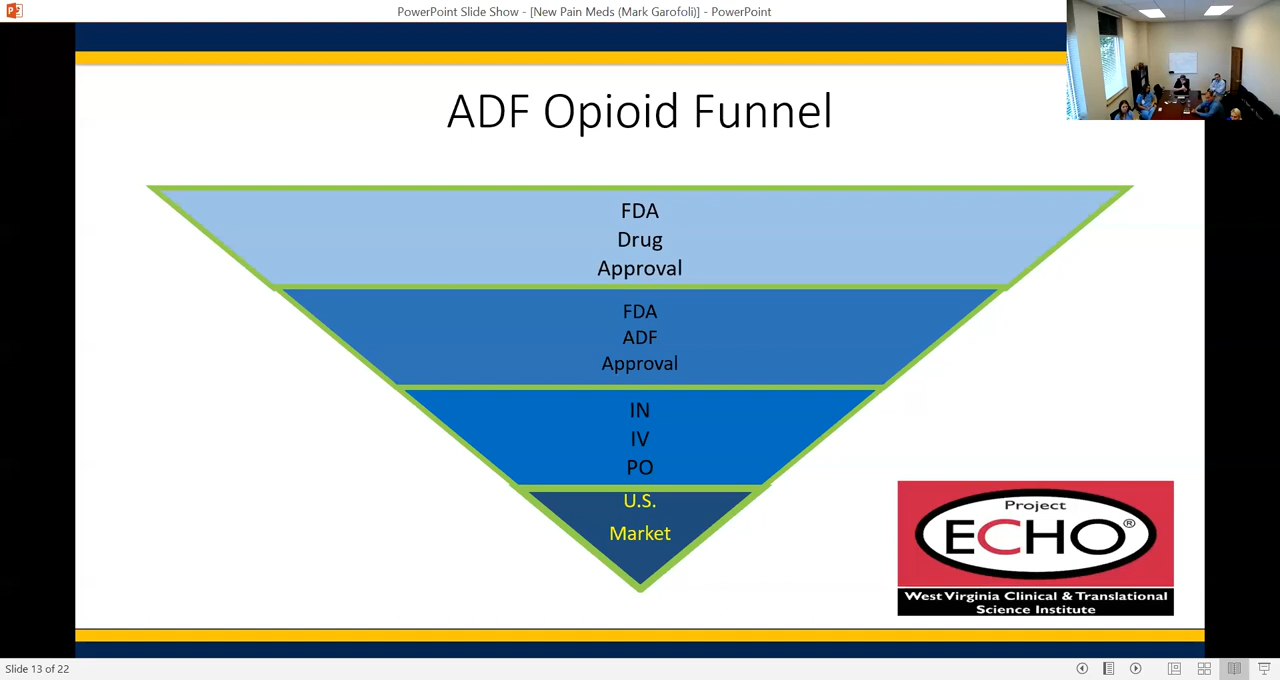 PowerPoint Slide Show - [New Pain Meds (Mark Garofoli)] - PowerPoint
ADF Opioid Funnel
FDA
Drug
Approval
FDA
ADF
Approval
IN
IV
PO
U.S.
Market
Project
ECHO®
West Virginia Clinical & Translational
Science Institute
Slide 13 of 22